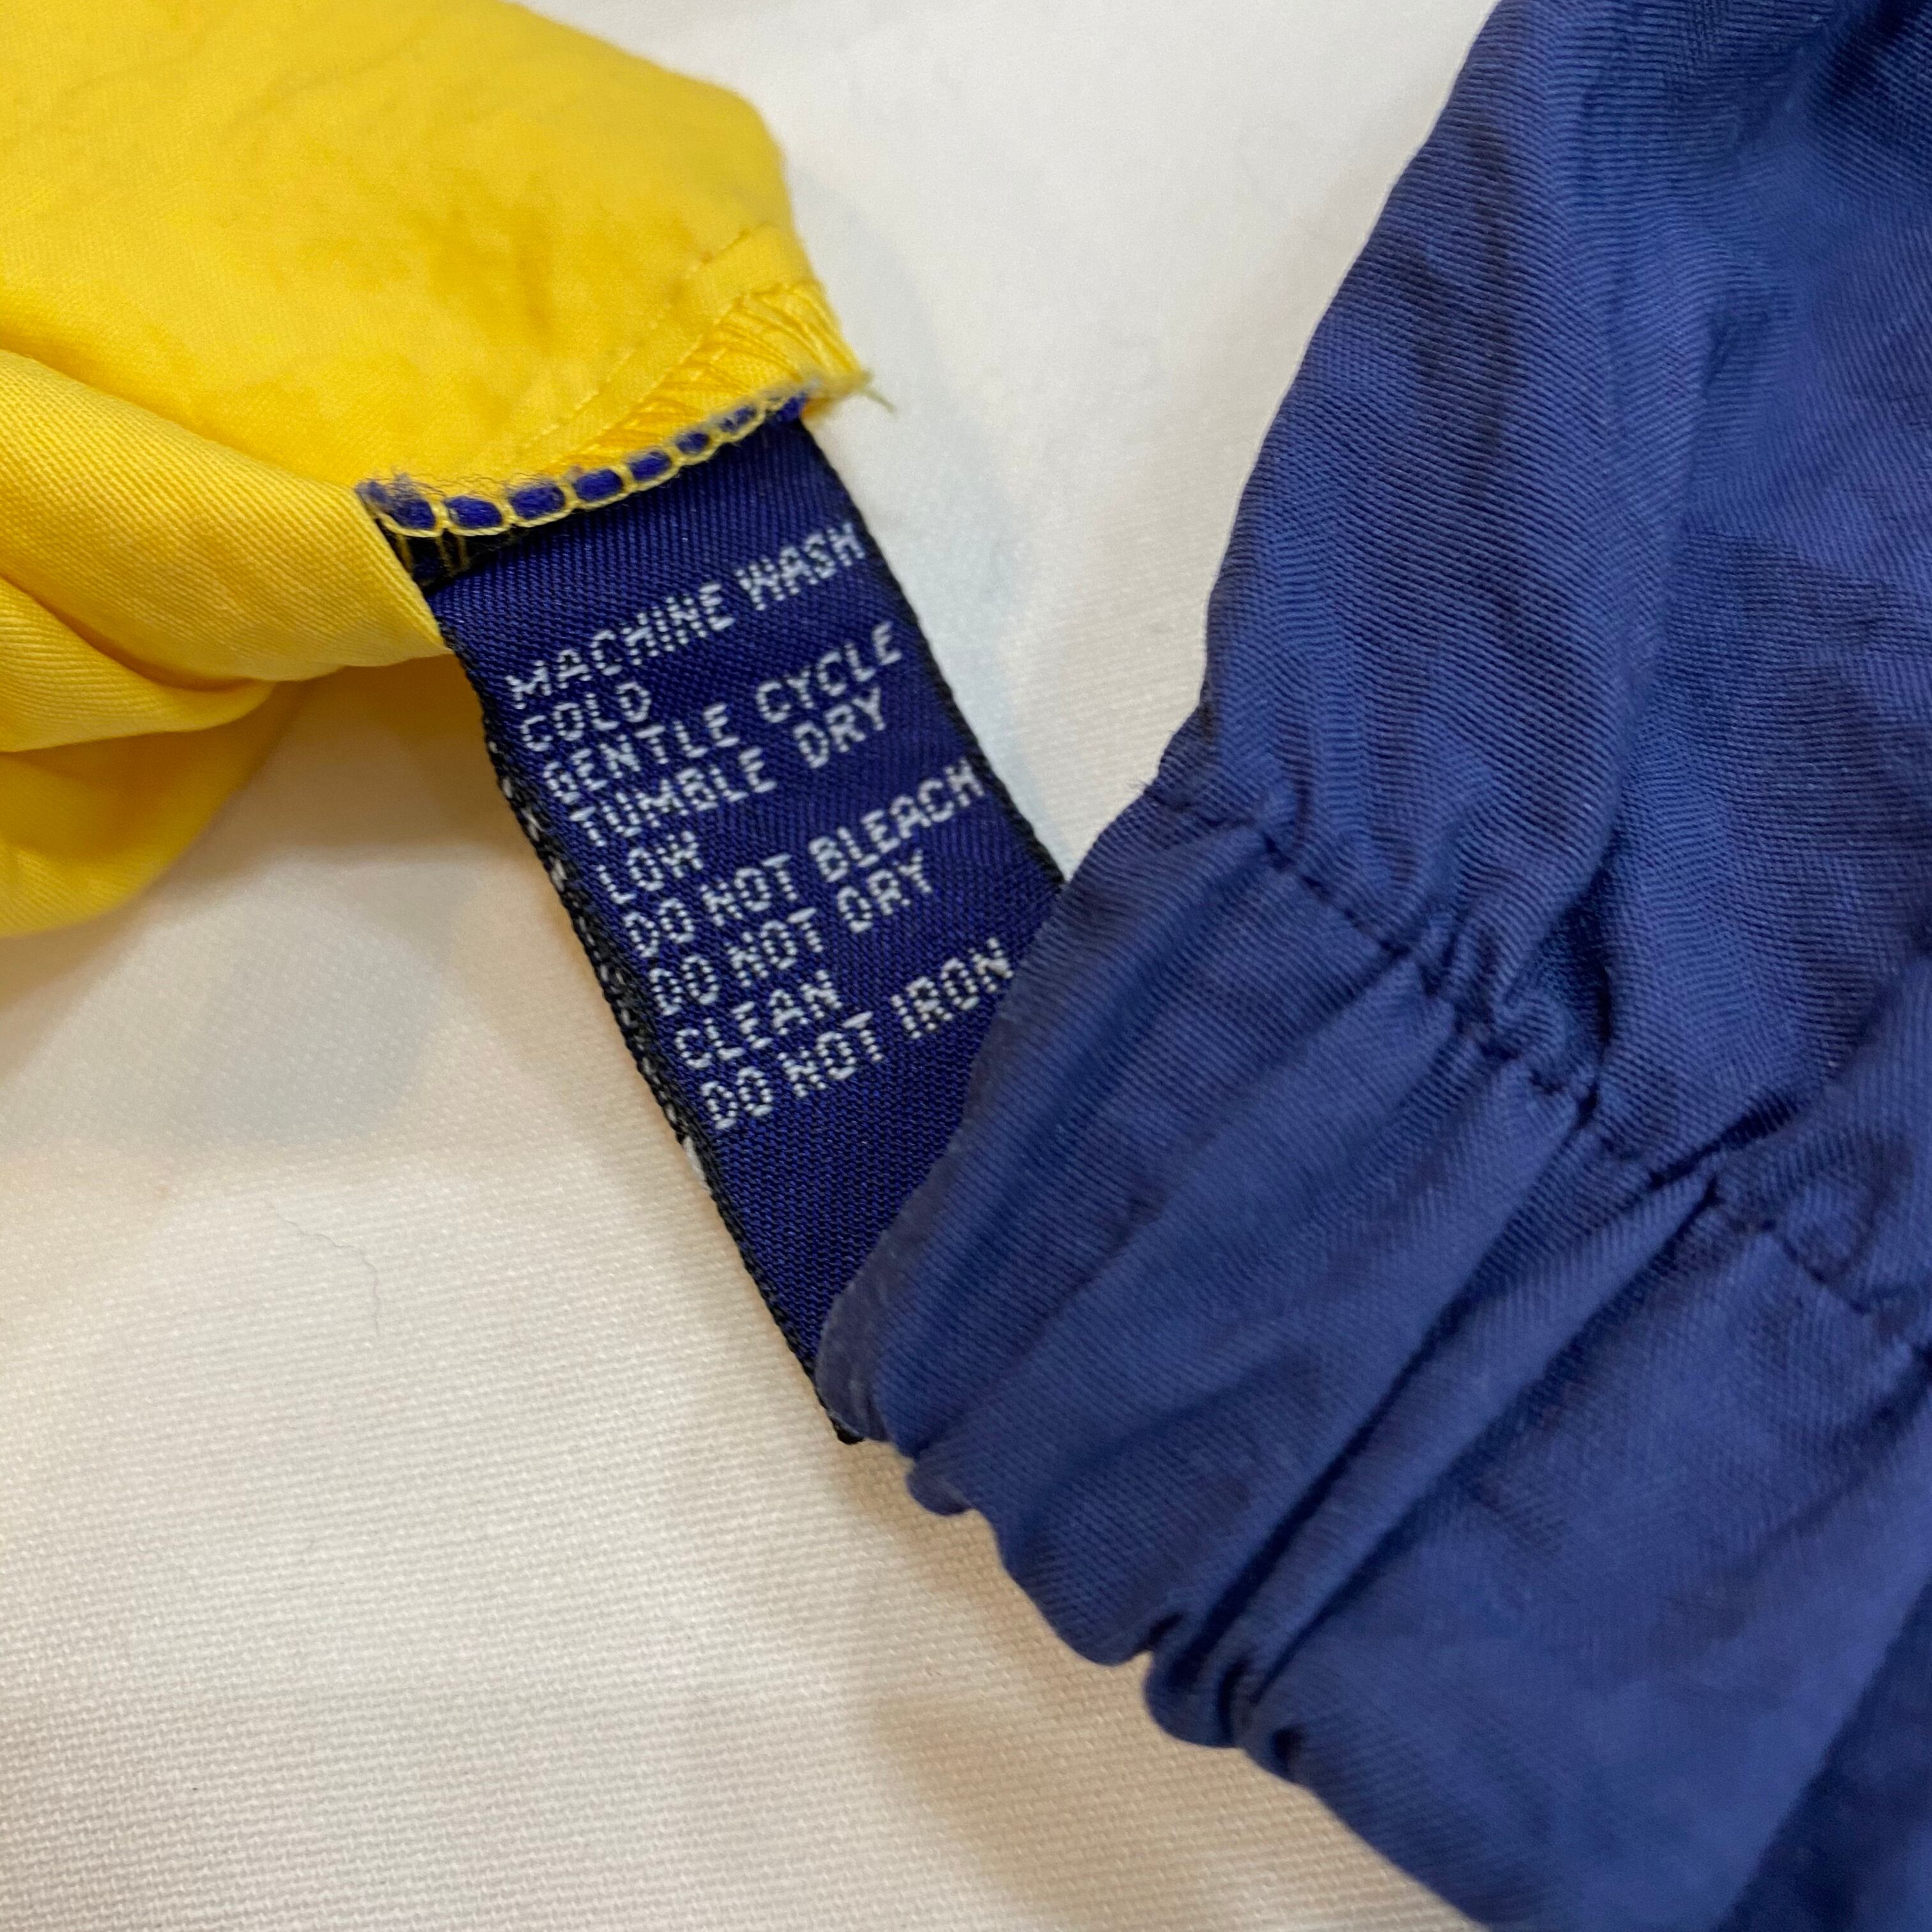 MACHINE WASH
COLD
GENTLE CYCLE
TUMBLE DRY
LOW
DO NOT BLEACH
DO NOT DRY
CLEAN
DO NOT IRON